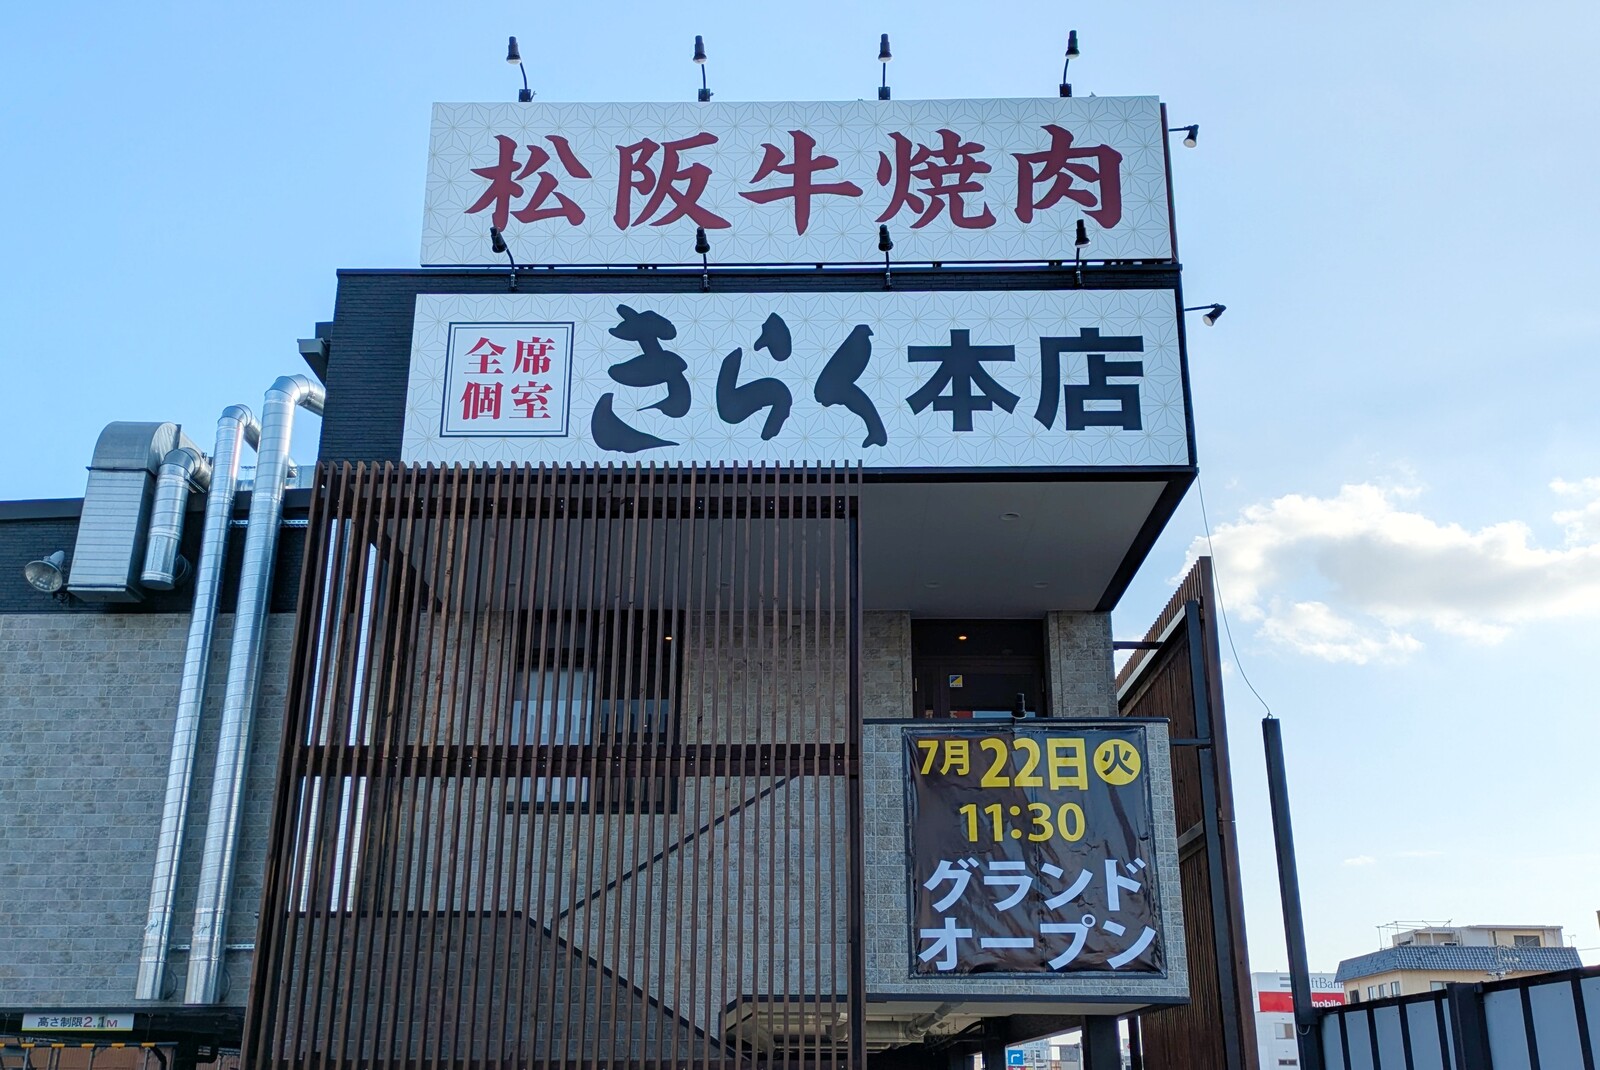 松阪牛焼肉
全席
個室
きらく本店
7月22日火
11:30
グランド
オープン
高さ制限2.1M